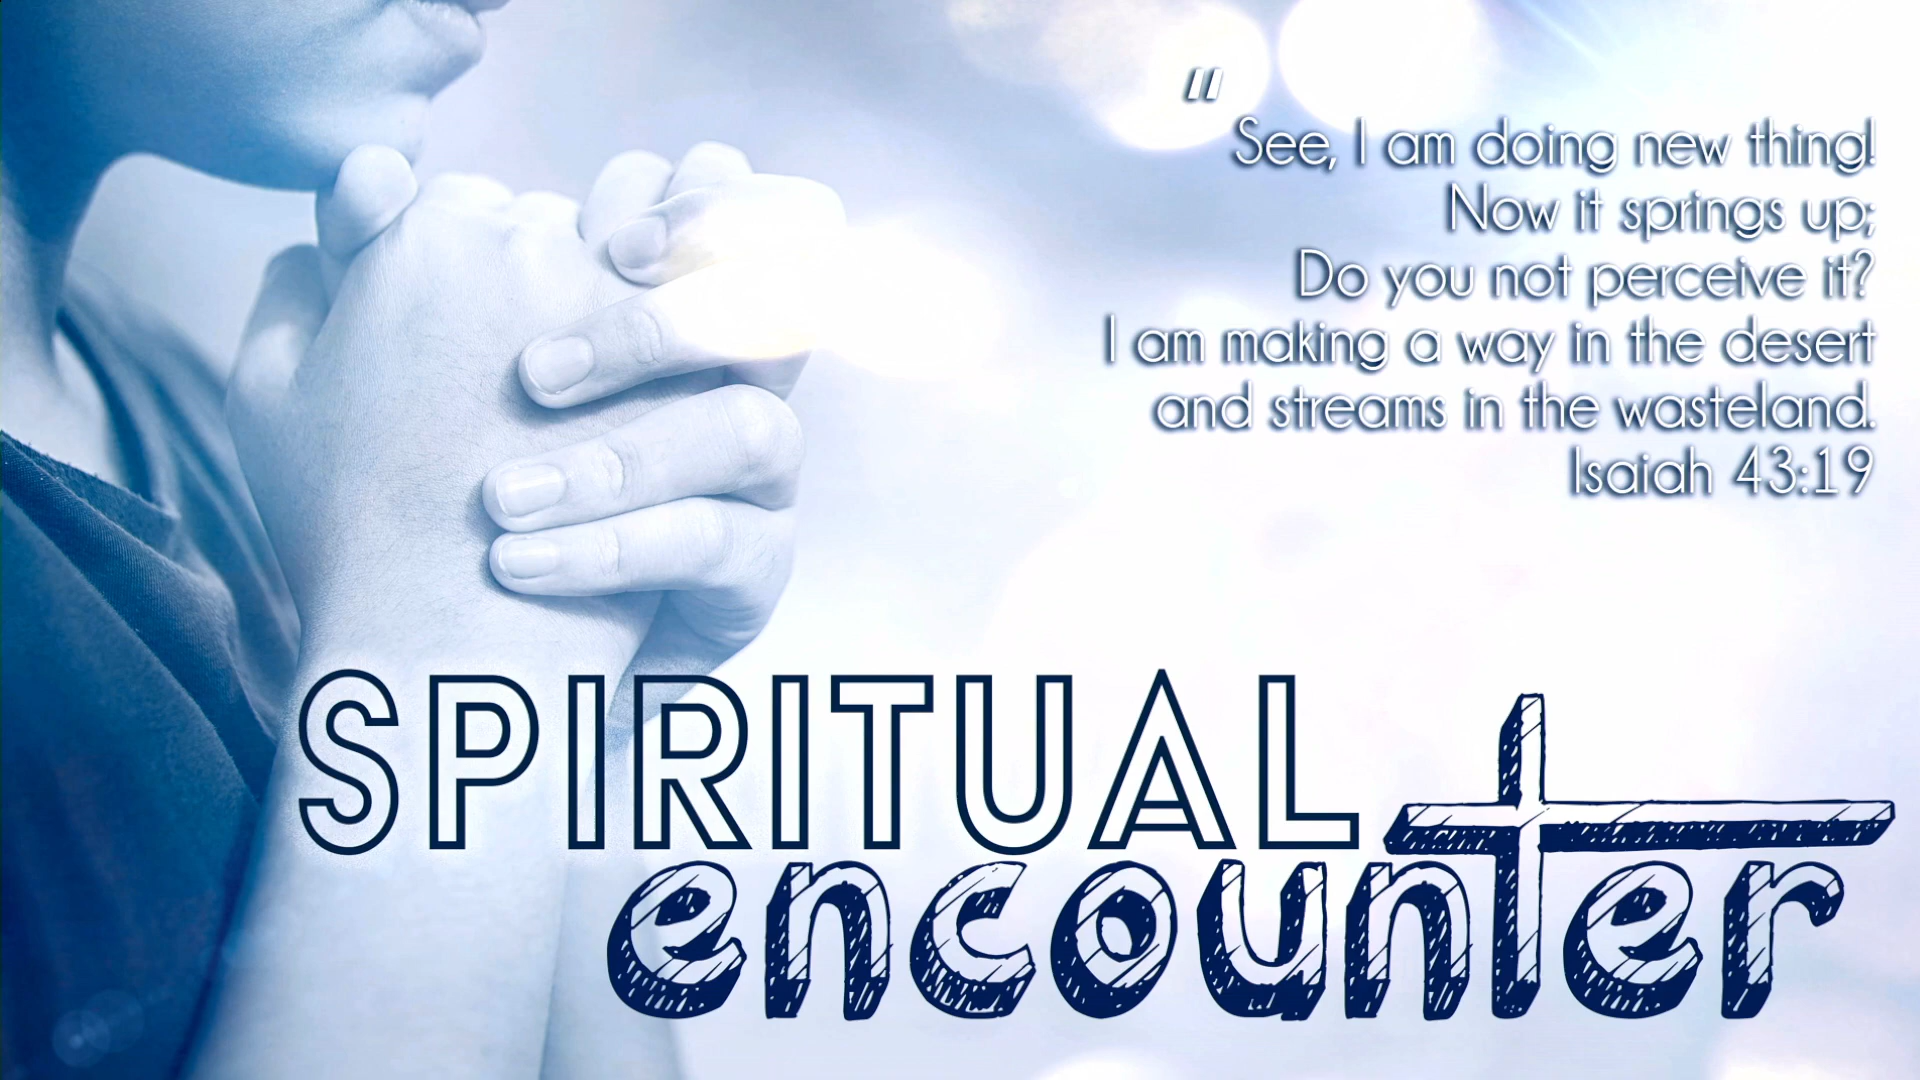 "
See, I am doing new thing!
Now it springs up;
Do you not perceive it?
I am making a way in the desert
and streams in the wasteland.
Isaiah 43:19
SPIRITUAL
encounter